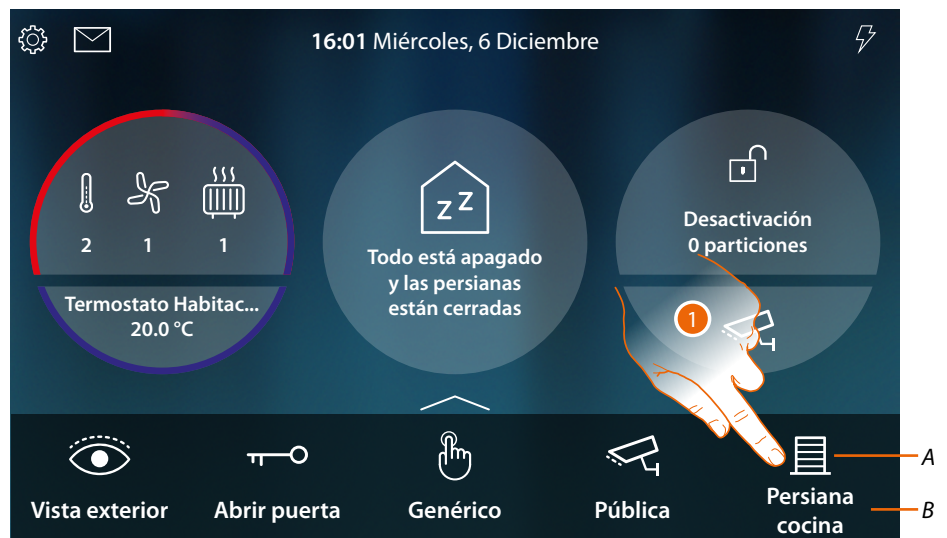 16:01 Miércoles, 6 Diciembre
2 1 1
Termostato Habitac...
20.0 °C
z z
Todo está apagado
y las persianas
están cerradas
Desactivación
0 particiones
1
Vista exterior
Abrir puerta
Genérico
Pública
Persiana
cocina
A
B